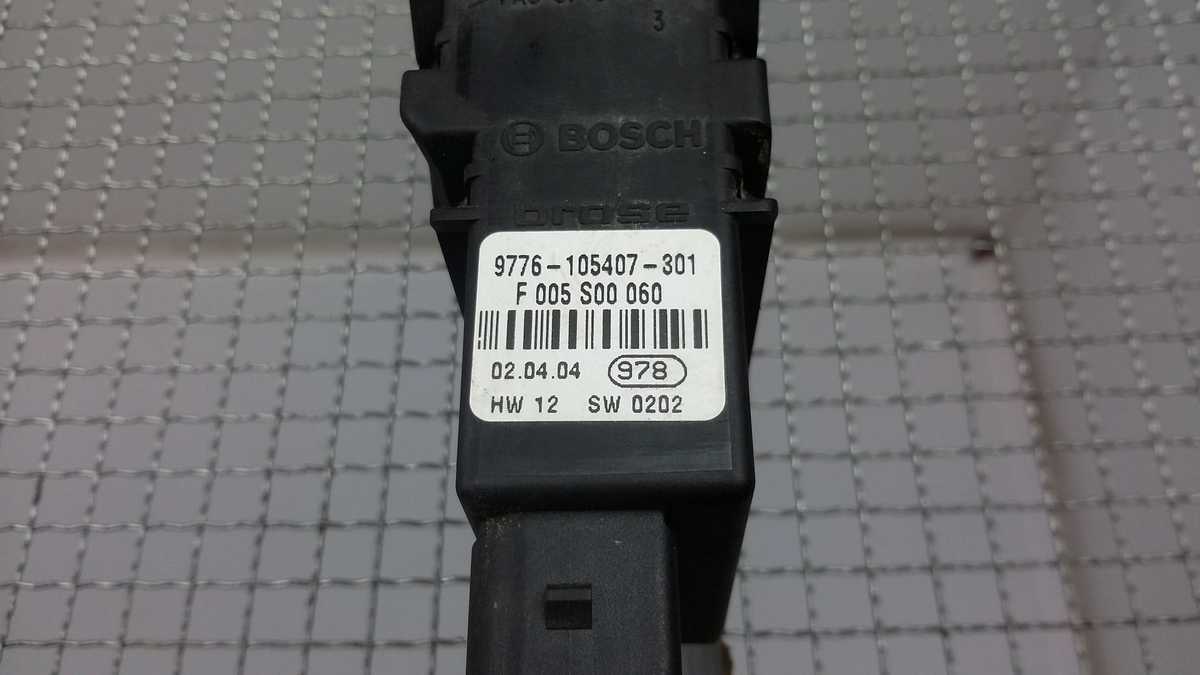 3
BOSCH
brose
9776-105407-301
F 005 S00 060
02.04.04 978
HW 12 SW 0202